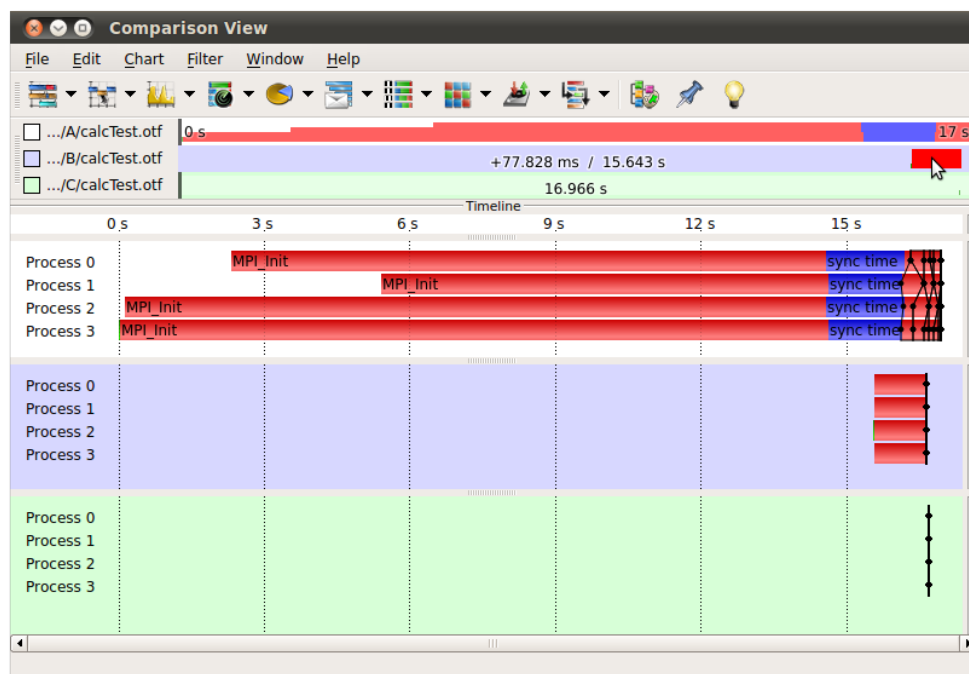 Comparison View
File Edit Chart Filter Window Help
.../A/calcTest.otf 0 s 17 s
.../B/calcTest.otf +77.828 ms / 15.643 s
.../C/calcTest.otf 16.966 s
Timeline
0 s 3 s 6 s 9 s 12 s 15 s
Process 0 MPI_Init sync time
Process 1 MPI_Init sync time
Process 2 MPI_Init sync time
Process 3 MPI_Init sync time
Process 0
Process 1
Process 2
Process 3
Process 0
Process 1
Process 2
Process 3